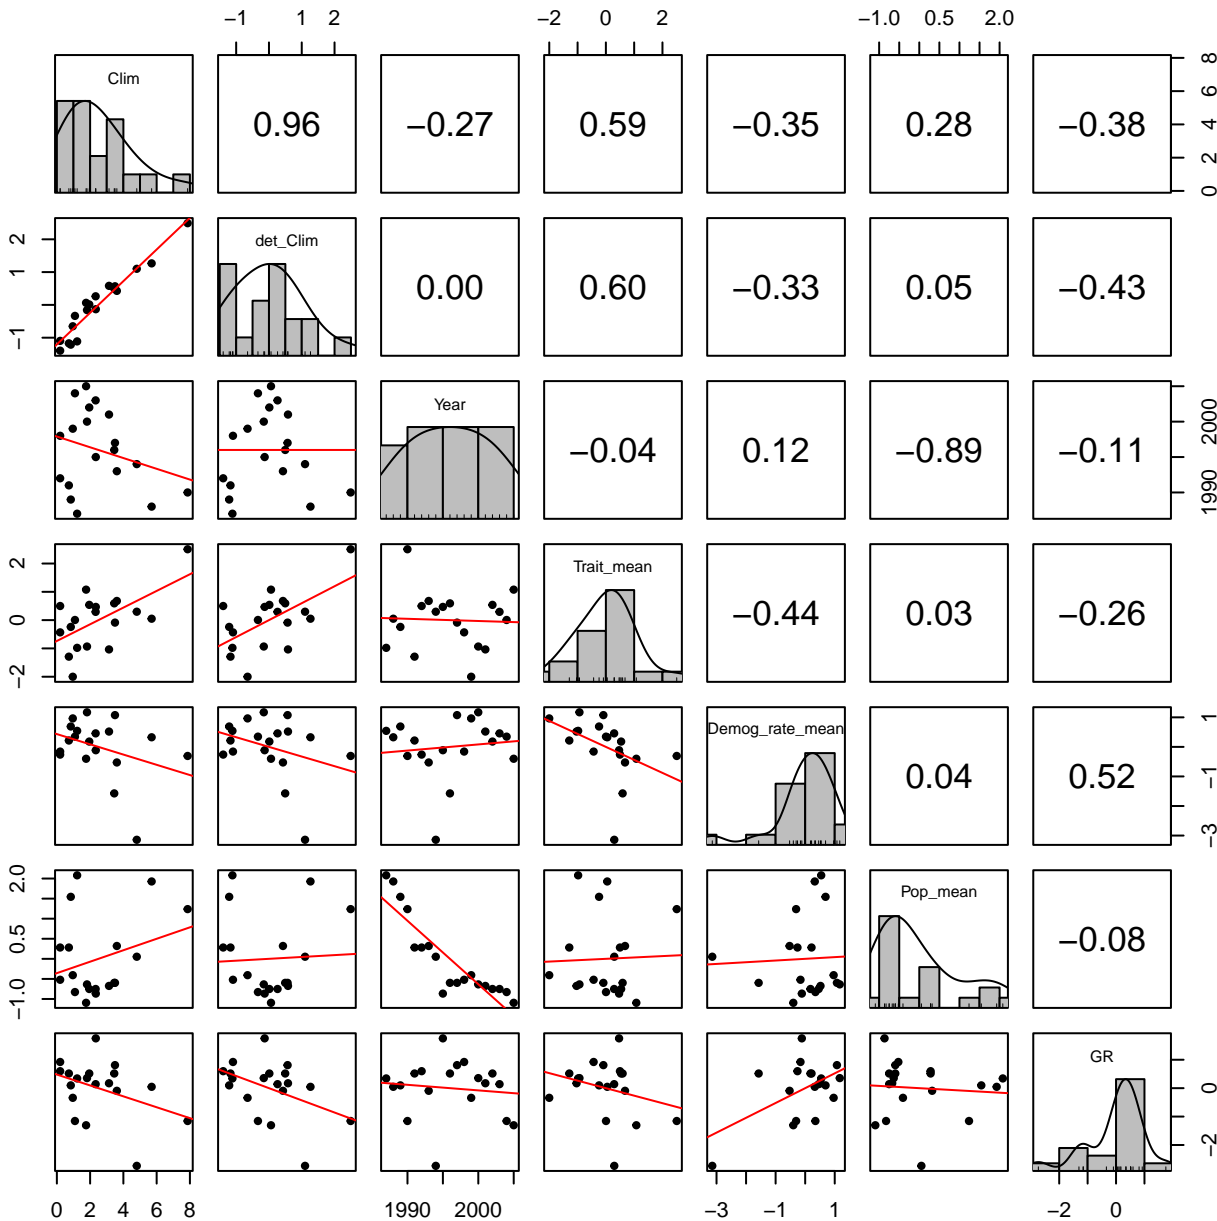 −1 1 2 −2 0 2 −1.0 0.5 2.0
Clim 0.96 −0.27 0.59 −0.35 0.28 −0.38 0 2 4 6 8
−1 1 2 det_Clim 0.00 0.60 −0.33 0.05 −0.43
Year −0.04 0.12 −0.89 −0.11 1990 2000
−2 0 2 Trait_mean −0.44 0.03 −0.26
Demog_rate_mean 0.04 0.52 −3 −1 1
−1.0 0.5 2.0 Pop_mean −0.08
GR −2 0
0 2 4 6 8 1990 2000 −3 −1 1 −2 0